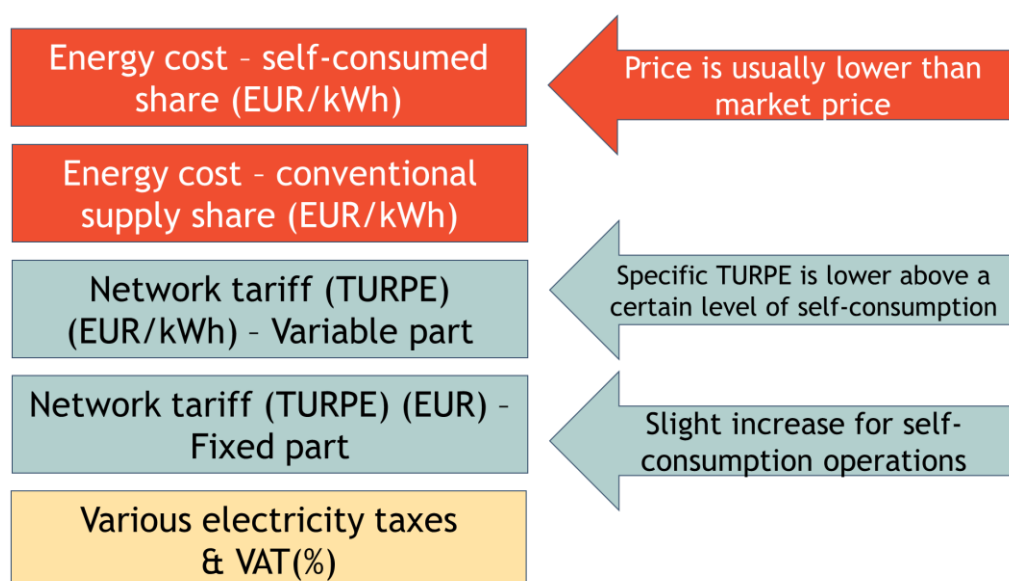 Energy cost – self-consumed
share (EUR/kWh)
Price is usually lower than
market price
Energy cost – conventional
supply share (EUR/kWh)
Network tariff (TURPE)
(EUR/kWh) – Variable part
Specific TURPE is lower above a
certain level of self-consumption
Network tariff (TURPE) (EUR) –
Fixed part
Slight increase for self-
consumption operations
Various electricity taxes
& VAT(%)